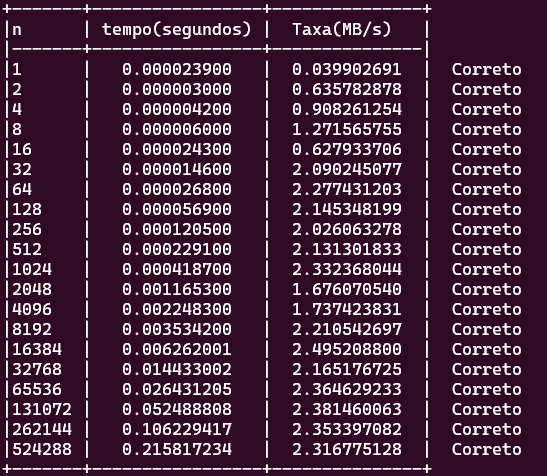 +-------+-----------------+---------------+
|n      | tempo(segundos) |  Taxa(MB/s)   |
|-------+-----------------+---------------|
|1      |   0.000023900   |  0.039902691  |  Correto
|2      |   0.000003000   |  0.635782878  |  Correto
|4      |   0.000004200   |  0.908261254  |  Correto
|8      |   0.000006000   |  1.271565755  |  Correto
|16     |   0.000024300   |  0.627933706  |  Correto
|32     |   0.000014600   |  2.090245077  |  Correto
|64     |   0.000026800   |  2.277431203  |  Correto
|128    |   0.000056900   |  2.145348199  |  Correto
|256    |   0.000120500   |  2.026063278  |  Correto
|512    |   0.000229100   |  2.131301833  |  Correto
|1024   |   0.000418700   |  2.332368044  |  Correto
|2048   |   0.001165300   |  1.676070540  |  Correto
|4096   |   0.002248300   |  1.737423831  |  Correto
|8192   |   0.003534200   |  2.210542697  |  Correto
|16384  |   0.006262001   |  2.495208800  |  Correto
|32768  |   0.014433002   |  2.165176725  |  Correto
|65536  |   0.026431205   |  2.364629233  |  Correto
|131072 |   0.052488808   |  2.381460063  |  Correto
|262144 |   0.106229417   |  2.353397082  |  Correto
|524288 |   0.215817234   |  2.316775128  |  Correto
+-------+-----------------+---------------+